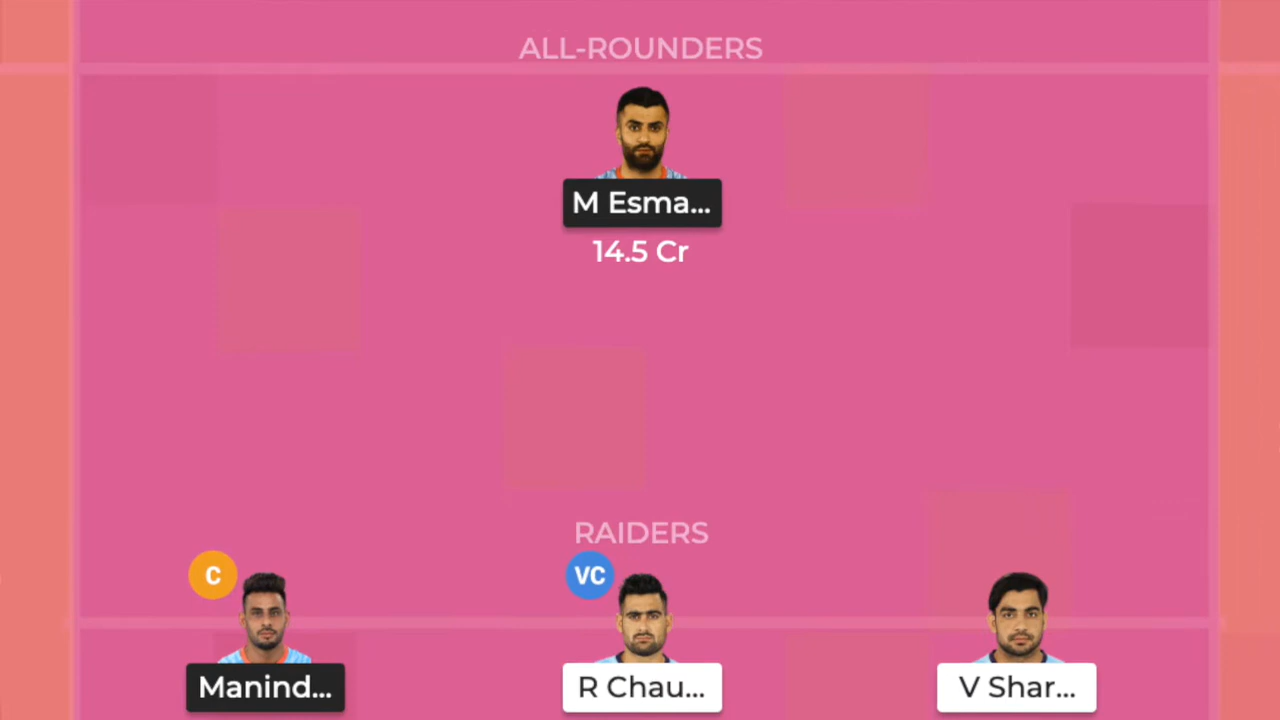 ALL-ROUNDERS
M Esma...
14.5 Cr
RAIDERS
C
VC
Manind...
R Chau...
V Shar...